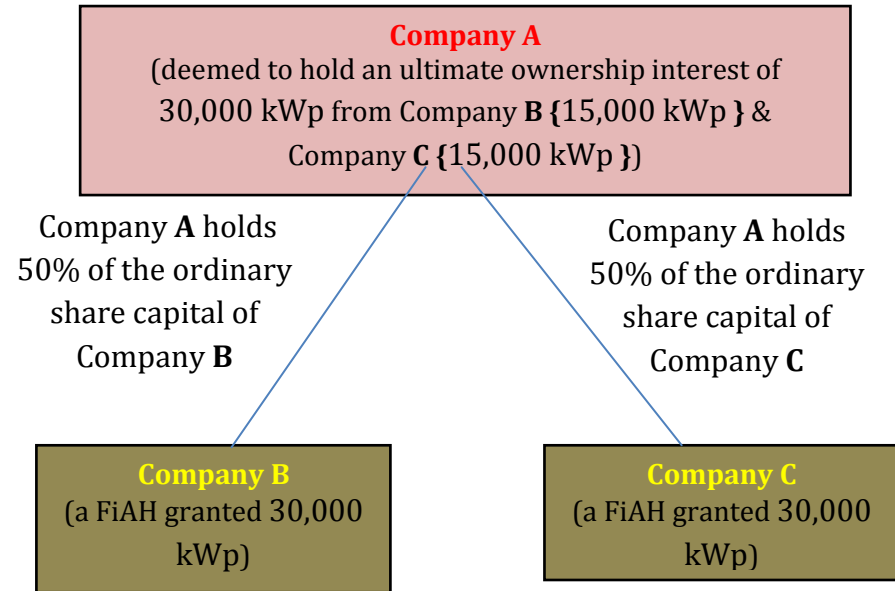 Company A
(deemed to hold an ultimate ownership interest of
30,000 kWp from Company B {15,000 kWp } &
Company C {15,000 kWp })
Company A holds
50% of the ordinary
share capital of
Company B
Company A holds
50% of the ordinary
share capital of
Company C
Company B
(a FiAH granted 30,000
kWp)
Company C
(a FiAH granted 30,000
kWp)